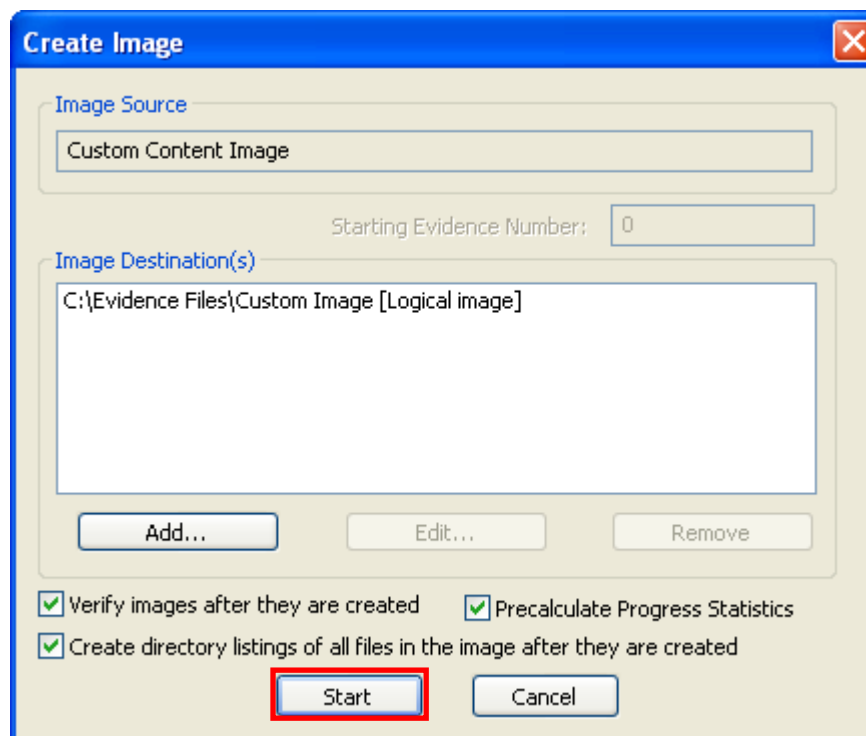 Create Image
Image Source
Custom Content Image
Starting Evidence Number: 0
Image Destination(s)
C:\Evidence Files\Custom Image [Logical image]
Add... Edit... Remove
Verify images after they are created Precalculate Progress Statistics
Create directory listings of all files in the image after they are created
Start Cancel